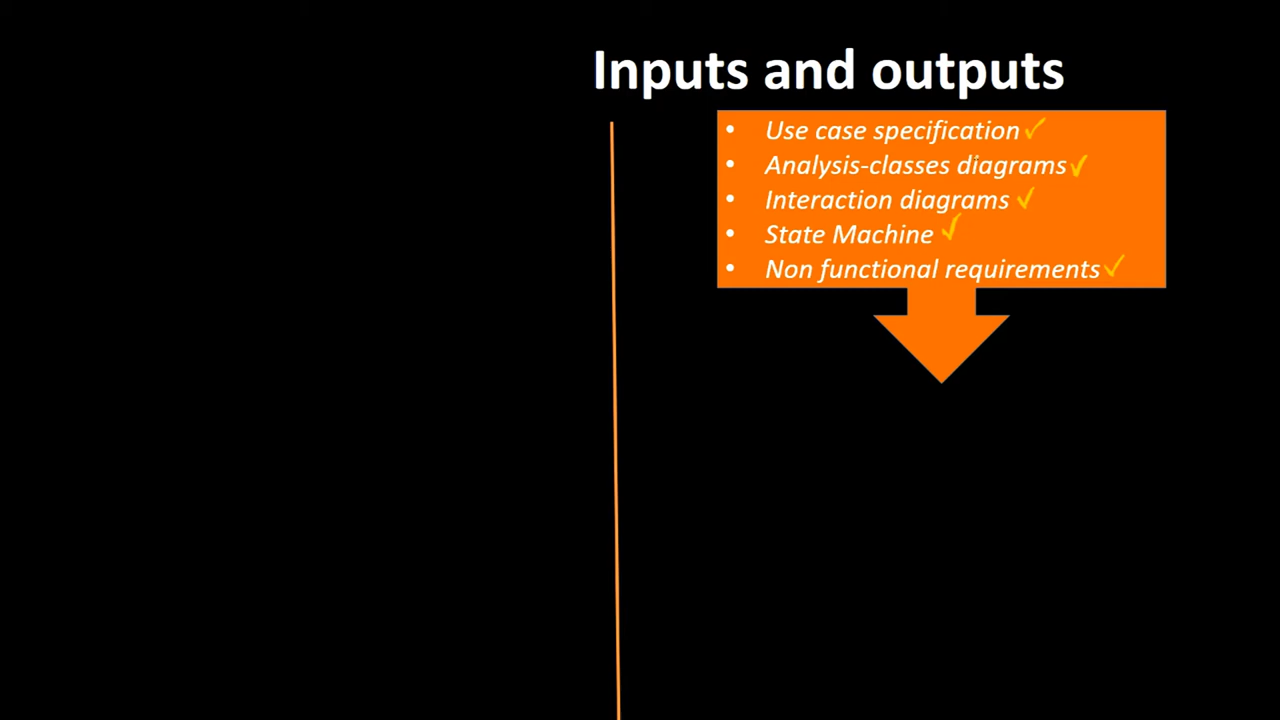 Inputs and outputs
• Use case specification ✓
• Analysis-classes diagrams ✓
• Interaction diagrams ✓
• State Machine ✓
• Non functional requirements ✓